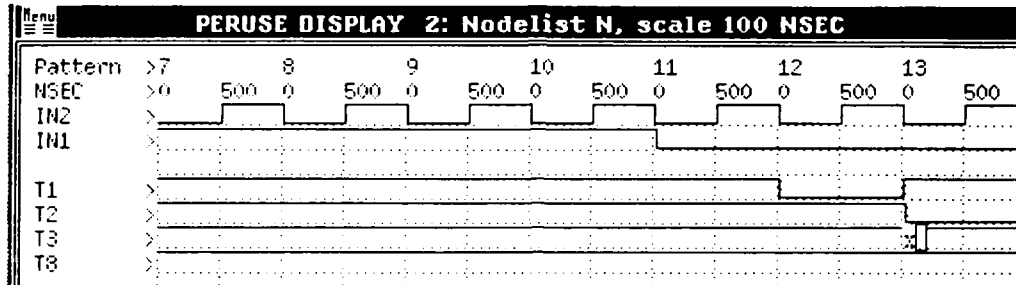 Menu PERUSE DISPLAY 2: Nodelist N, scale 100 NSEC
Pattern >7 8 9 10 11 12 13
NSEC >0 500 0 500 0 500 0 500 0 500 0 500 0 500
IN2 >
IN1 >
T1 >
T2 >
T3 >
T8 >